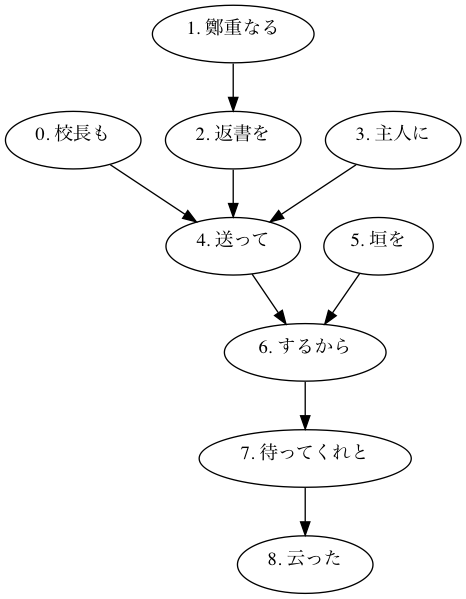 1. 鄭重なる
0. 校長も
2. 返書を
3. 主人に
4. 送って
5. 垣を
6. するから
7. 待ってくれと
8. 云った